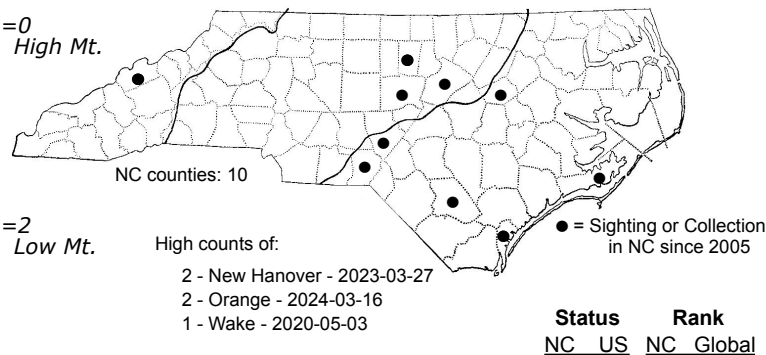 =0
High Mt.
NC counties: 10
=2
Low Mt.
High counts of:
2 - New Hanover - 2023-03-27
2 - Orange - 2024-03-16
1 - Wake - 2020-05-03
● = Sighting or Collection
in NC since 2005
Status Rank
NC US NC Global